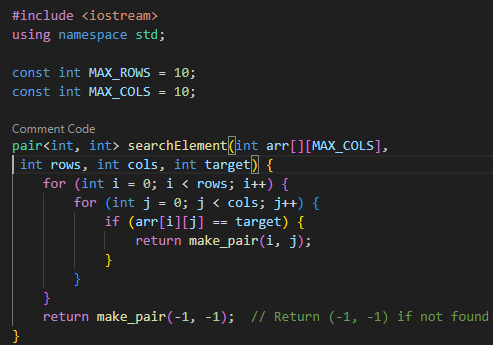 #include <iostream>
using namespace std;
const int MAX_ROWS = 10;
const int MAX_COLS = 10;
Comment Code
pair<int, int> searchElement(int arr[][MAX_COLS],
int rows, int cols, int target) {
for (int i = 0; i < rows; i++) {
for (int j = 0; j < cols; j++) {
if (arr[i][j] == target) {
return make_pair(i, j);
}
}
}
return make_pair(-1, -1);  // Return (-1, -1) if not found
}